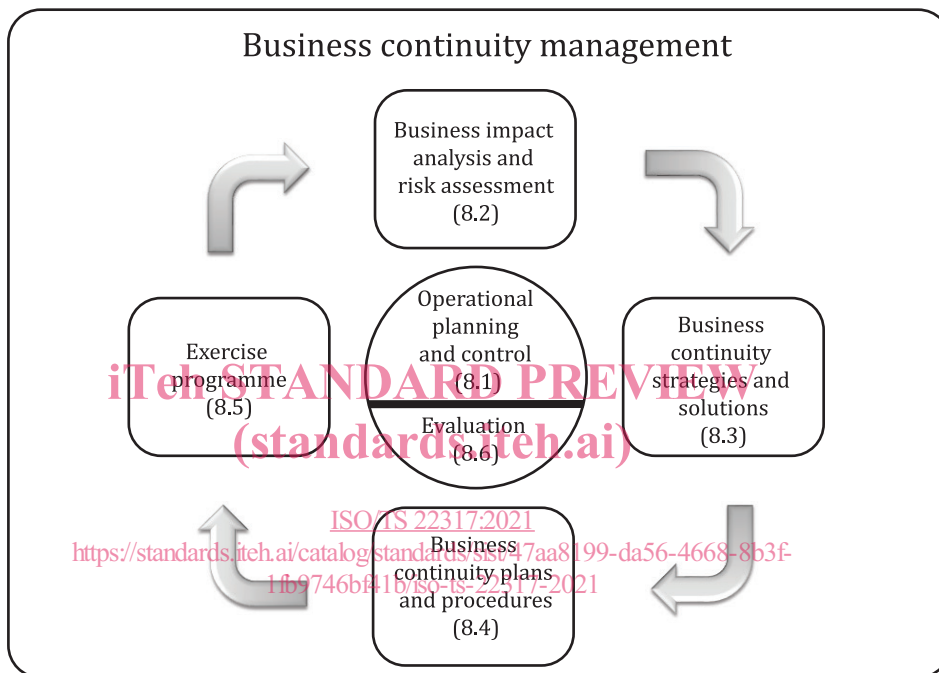 Business continuity management
Business impact
analysis and
risk assessment
(8.2)
Operational
planning
and control
(8.1)
Evaluation
(8.6)
Exercise
programme
(8.5)
Business
continuity
strategies and
solutions
(8.3)
Business
continuity plans
and procedures
(8.4)
iTeh STANDARD PREVIEW
(standards.iteh.ai)
ISO/TS 22317:2021
https://standards.iteh.ai/catalog/standards/sist/47aa8199-da56-4668-8b3f-
1fb9746bf41b/iso-ts-22317-2021